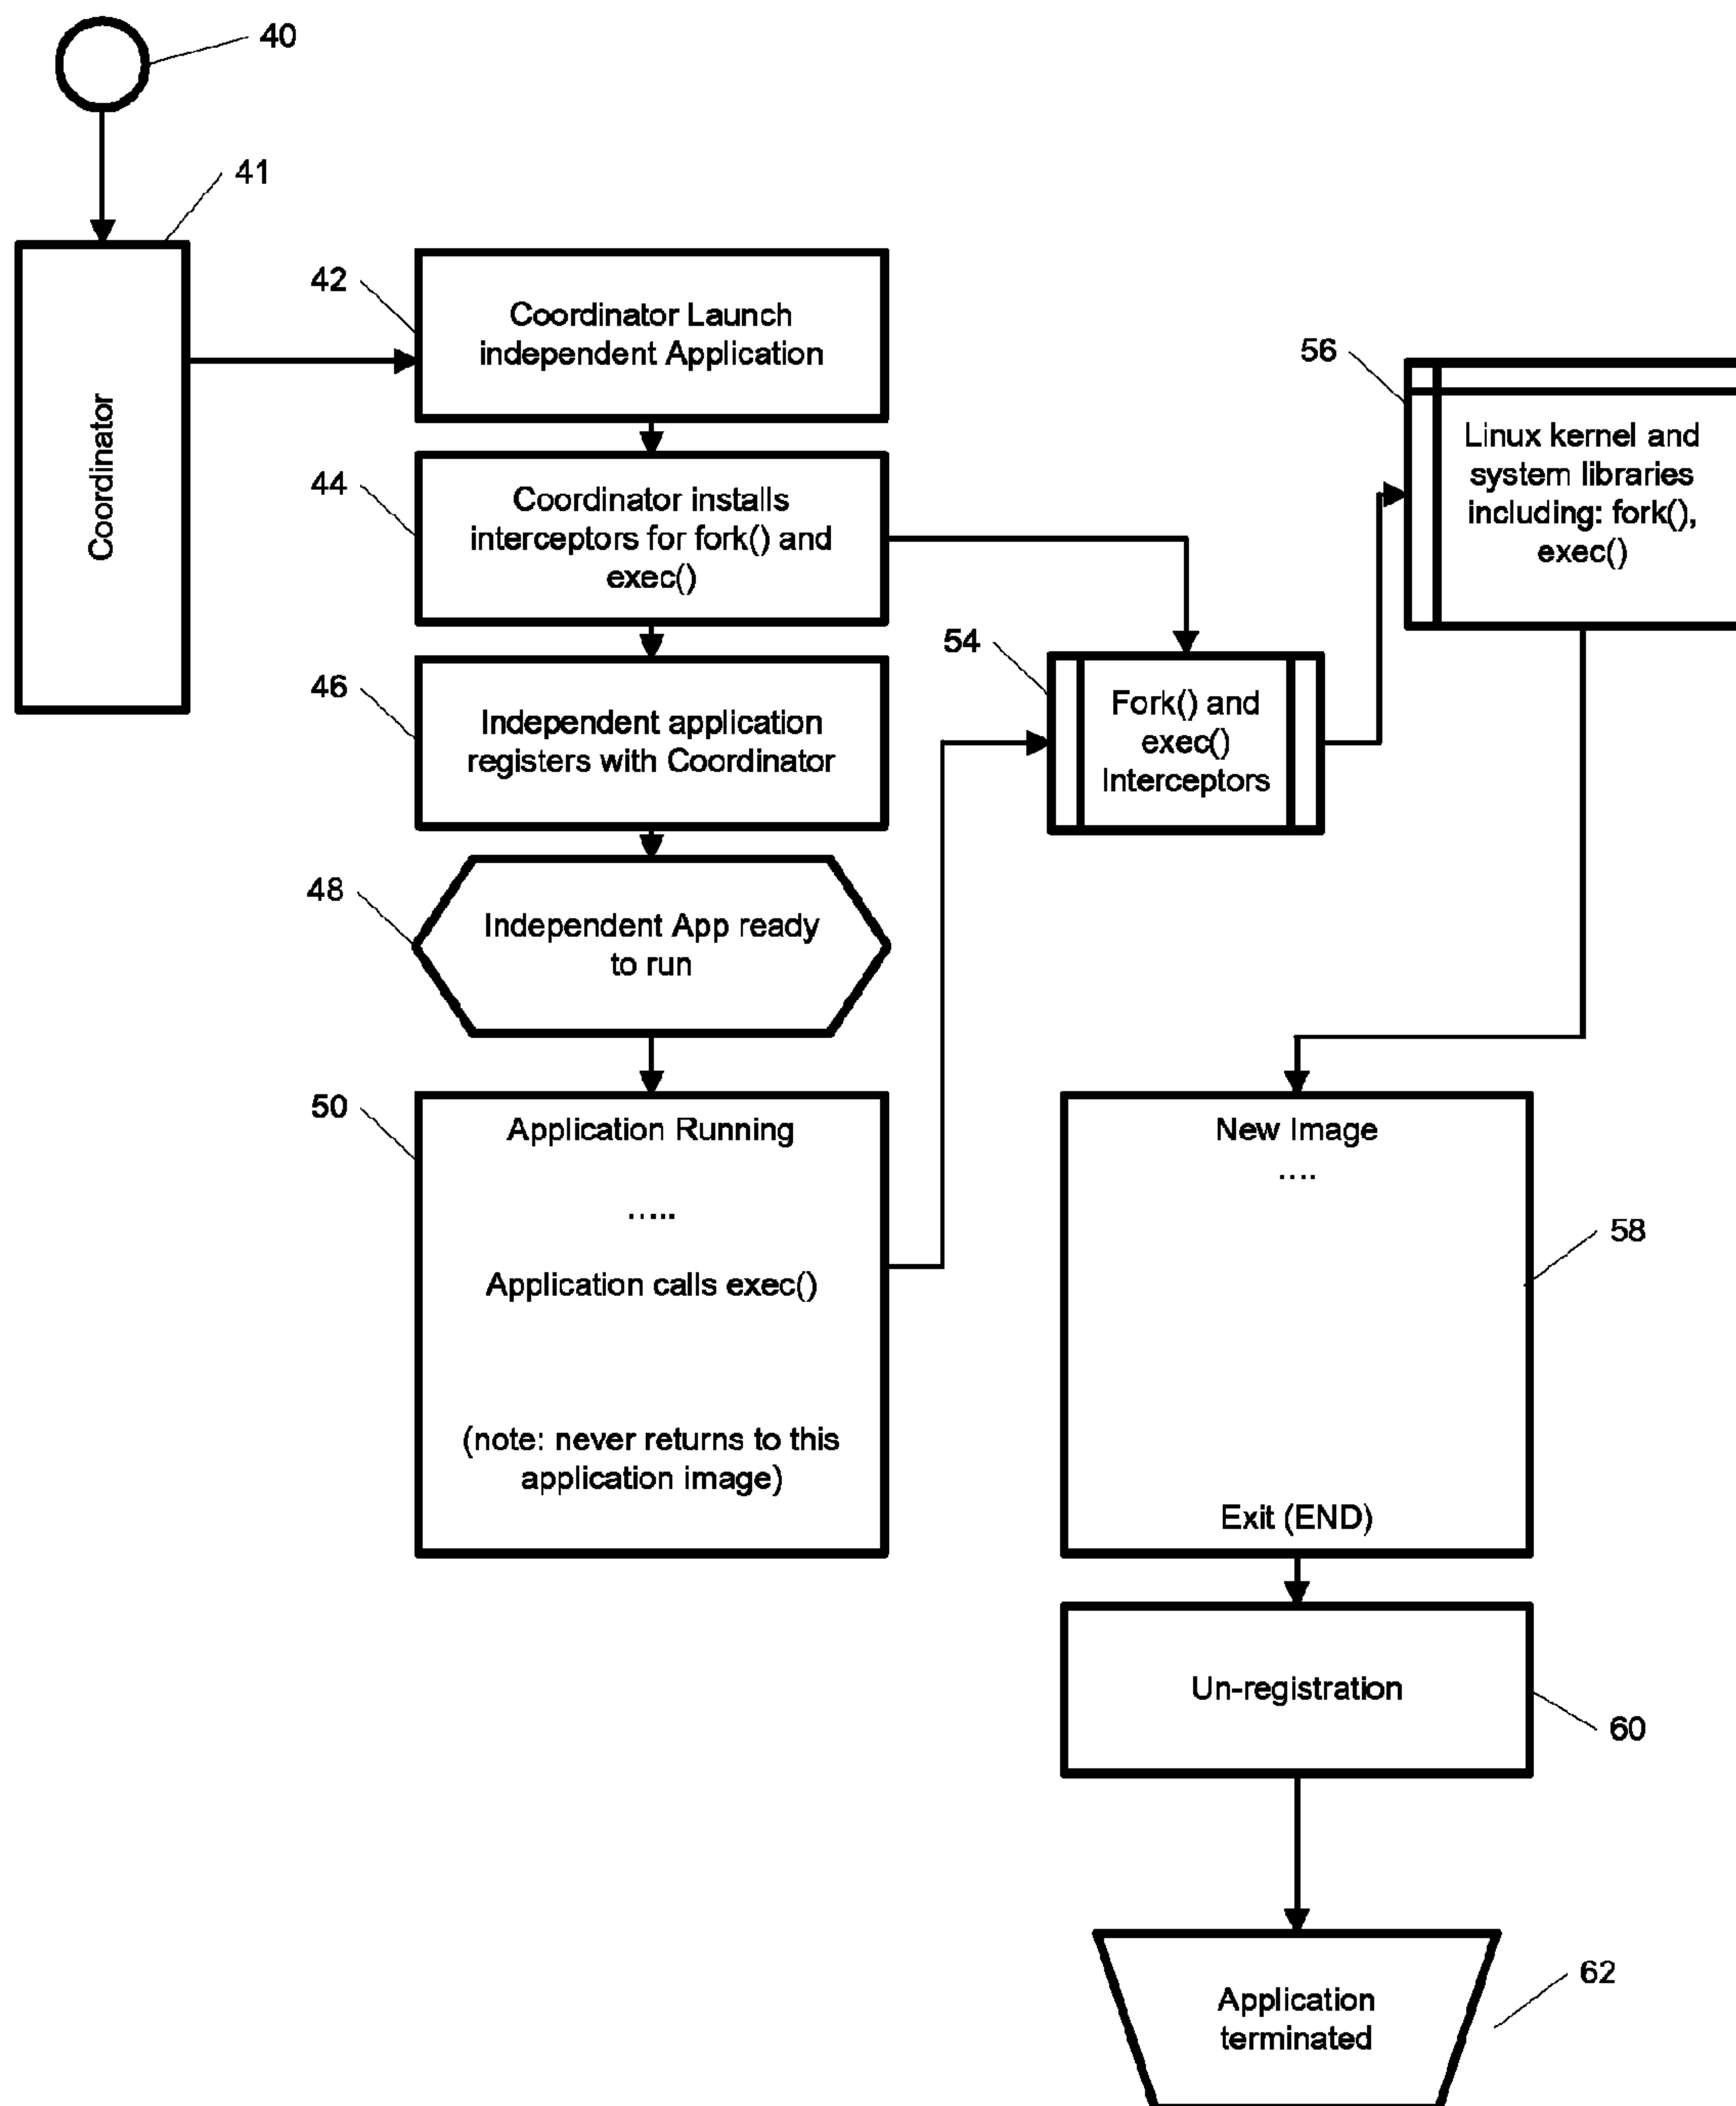 40
41
Coordinator
42
Coordinator Launch
independent Application
44
Coordinator installs
interceptors for fork() and
exec()
46
Independent application
registers with Coordinator
48
Independent App ready
to run
50
Application Running
.....
Application calls exec()
(note: never returns to this
application image)
54
Fork() and
exec()
Interceptors
56
Linux kernel and
system libraries
including: fork(),
exec()
New Image
....
Exit (END)
58
Un-registration
60
Application
terminated
62